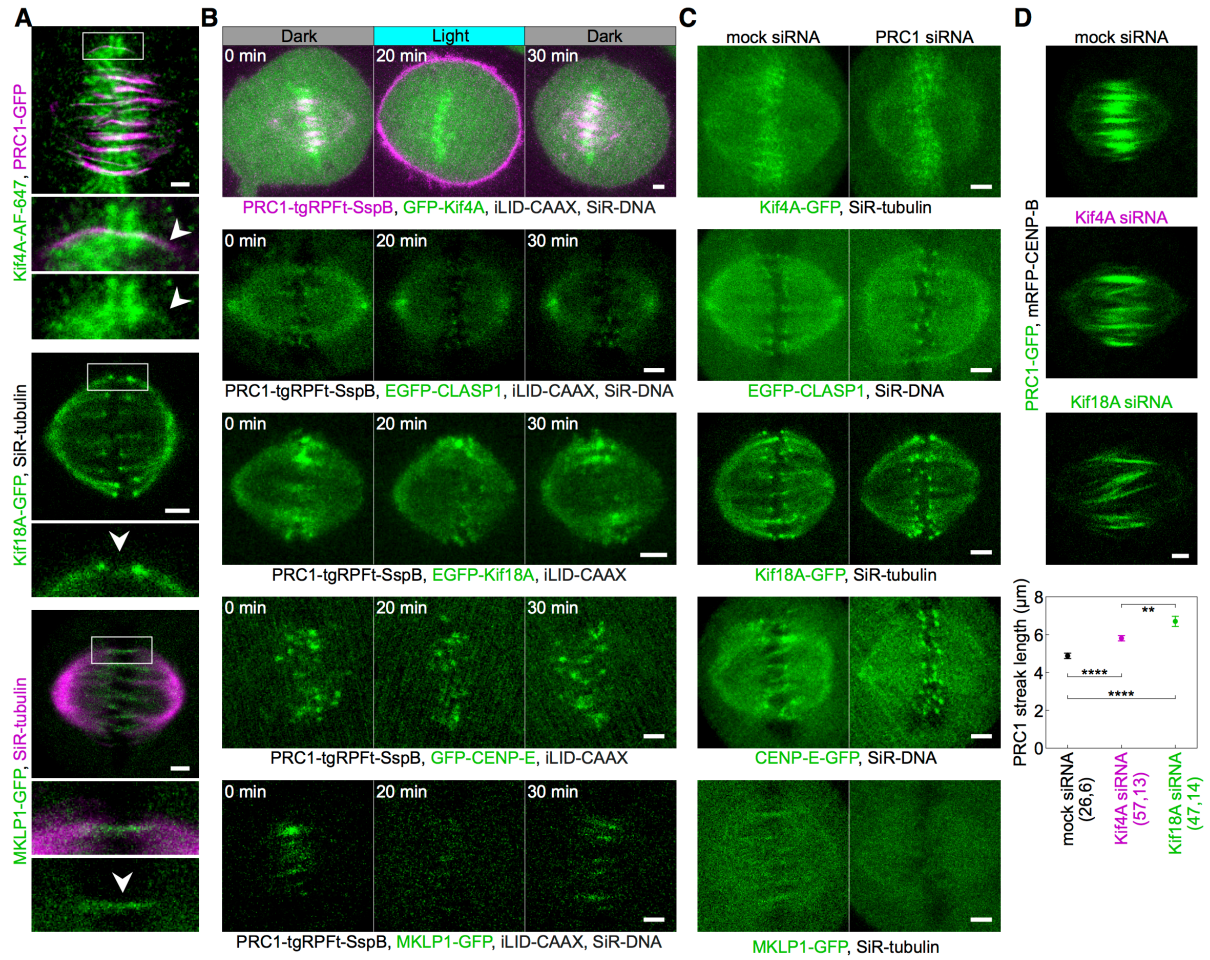 A
B
C
D
Kif4A-AF-647, PRC1-GFP
Kif18A-GFP, SiR-tubulin
MKLP1-GFP, SiR-tubulin
Dark
Light
Dark
0 min
20 min
30 min
PRC1-tgRPFt-SspB, GFP-Kif4A, iLID-CAAX, SiR-DNA
0 min
20 min
30 min
PRC1-tgRPFt-SspB, EGFP-CLASP1, iLID-CAAX, SiR-DNA
0 min
20 min
30 min
PRC1-tgRPFt-SspB, EGFP-Kif18A, iLID-CAAX
0 min
20 min
30 min
PRC1-tgRPFt-SspB, GFP-CENP-E, iLID-CAAX
0 min
20 min
30 min
PRC1-tgRPFt-SspB, MKLP1-GFP, iLID-CAAX, SiR-DNA
mock siRNA
PRC1 siRNA
Kif4A-GFP, SiR-tubulin
EGFP-CLASP1, SiR-DNA
Kif18A-GFP, SiR-tubulin
CENP-E-GFP, SiR-DNA
MKLP1-GFP, SiR-tubulin
PRC1-GFP, mRFP-CENP-B
mock siRNA
Kif4A siRNA
Kif18A siRNA
PRC1 streak length (µm)
8
6
4
2
0
**
****
****
mock siRNA
(26,6)
Kif4A siRNA
(57,13)
Kif18A siRNA
(47,14)